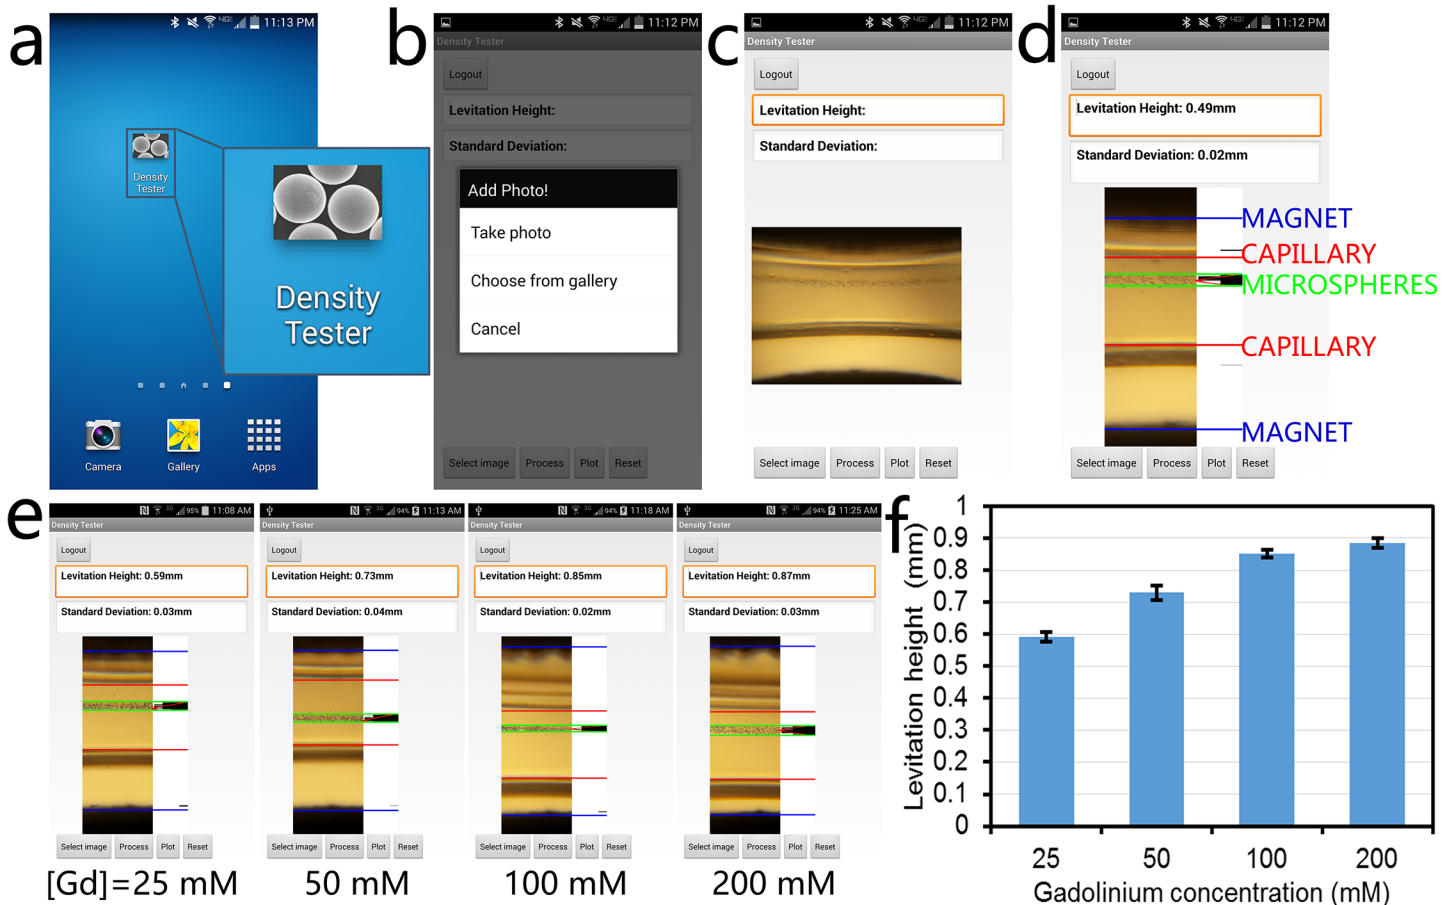 a
11:13 PM
Density
Tester
Density
Tester
Camera
Gallery
Apps
b
4G
11:12 PM
Density Tester
Logout
Levitation Height:
Standard Deviation:
Add Photo!
Take photo
Choose from gallery
Cancel
Select image
Process
Plot
Reset
c
11:12 PM
Density Tester
Logout
Levitation Height:
Standard Deviation:
Select image
Process
Plot
Reset
d
11:12 PM
Density Tester
Logout
Levitation Height: 0.49mm
Standard Deviation: 0.02mm
MAGNET
CAPILLARY
MICROSPHERES
CAPILLARY
MAGNET
Select image
Process
Plot
Reset
e
3G 95% 11:08 AM
Density Tester
Logout
Levitation Height: 0.59mm
Standard Deviation: 0.03mm
Select image
Process
Plot
Reset
[Gd]=25 mM
3G 94% 11:13 AM
Density Tester
Logout
Levitation Height: 0.73mm
Standard Deviation: 0.04mm
Select image
Process
Plot
Reset
50 mM
3G 94% 11:18 AM
Density Tester
Logout
Levitation Height: 0.85mm
Standard Deviation: 0.02mm
Select image
Process
Plot
Reset
100 mM
3G 94% 11:25 AM
Density Tester
Logout
Levitation Height: 0.87mm
Standard Deviation: 0.03mm
Select image
Process
Plot
Reset
200 mM
f
Levitation height (mm)
1
0.9
0.8
0.7
0.6
0.5
0.4
0.3
0.2
0.1
0
25
50
100
200
Gadolinium concentration (mM)